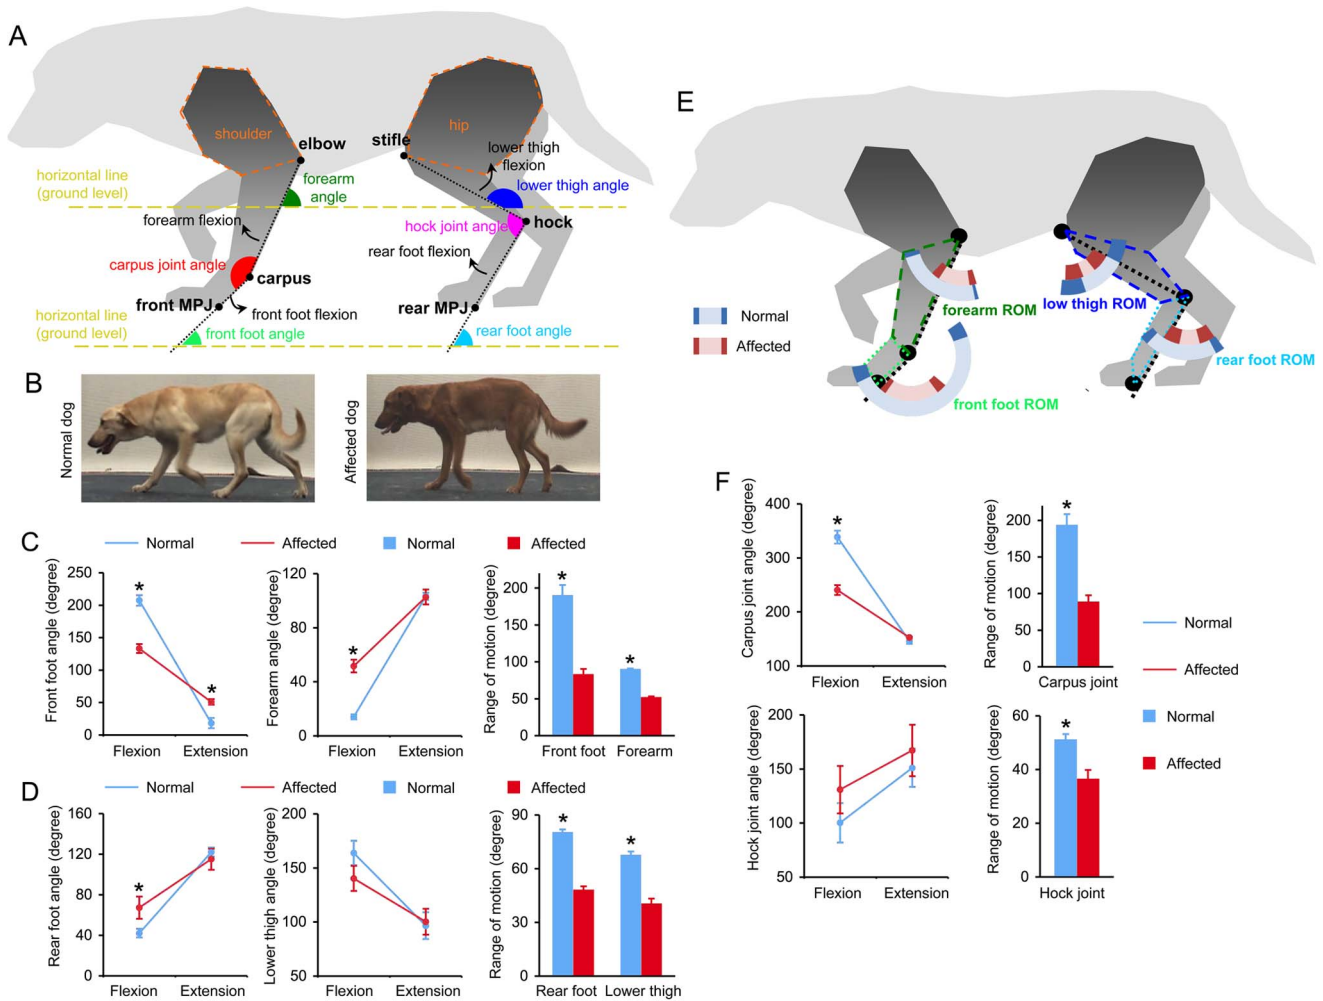 A
shoulder
hip
elbow
stifle
lower thigh
flexion
horizontal line
(ground level)
forearm
angle
lower thigh angle
forearm flexion
hock joint angle
hock
carpus joint angle
rear foot flexion
carpus
front MPJ
front foot flexion
rear MPJ
horizontal line
(ground level)
front foot angle
rear foot angle
B
Normal dog
Affected dog
C
Normal
Affected
Normal
Affected
Front foot angle (degree)
250
200
150
100
50
0
*
*
Flexion
Extension
Forearm angle (degree)
120
80
40
0
*
Flexion
Extension
Range of motion (degree)
200
150
100
50
0
*
*
Front foot
Forearm
D
Normal
Affected
Normal
Affected
Rear foot angle (degree)
160
120
80
40
0
*
Flexion
Extension
Lower thigh angle (degree)
200
150
100
50
Flexion
Extension
Range of motion (degree)
90
60
30
0
*
*
Rear foot
Lower thigh
E
Normal
Affected
forearm ROM
low thigh ROM
rear foot ROM
front foot ROM
F
Carpus joint angle (degree)
400
300
200
100
*
Flexion
Extension
Range of motion (degree)
200
150
100
50
0
*
Carpus joint
Normal
Affected
Normal
Affected
Hock joint angle (degree)
200
150
100
50
Flexion
Extension
Range of motion (degree)
60
40
20
0
*
Hock joint